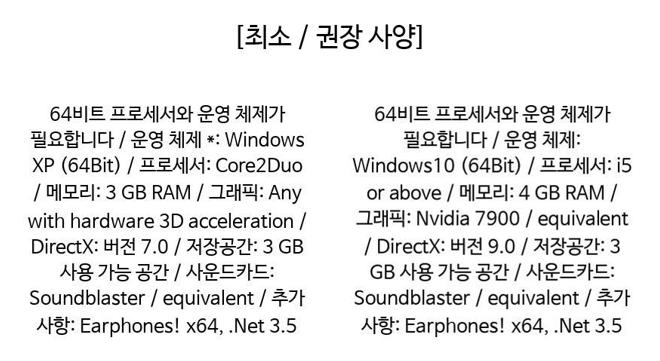 [최소 / 권장 사양]
64비트 프로세서와 운영 체제가
필요합니다 / 운영 체제 *: Windows
XP (64Bit) / 프로세서: Core2Duo
/ 메모리: 3 GB RAM / 그래픽: Any
with hardware 3D acceleration /
DirectX: 버전 7.0 / 저장공간: 3 GB
사용 가능 공간 / 사운드카드:
Soundblaster / equivalent / 추가
사항: Earphones! x64, .Net 3.5
64비트 프로세서와 운영 체제가
필요합니다 / 운영 체제:
Windows10 (64Bit) / 프로세서: i5
or above / 메모리: 4 GB RAM /
그래픽: Nvidia 7900 / equivalent
/ DirectX: 버전 9.0 / 저장공간: 3
GB 사용 가능 공간 / 사운드카드:
Soundblaster / equivalent / 추가
사항: Earphones! x64, .Net 3.5